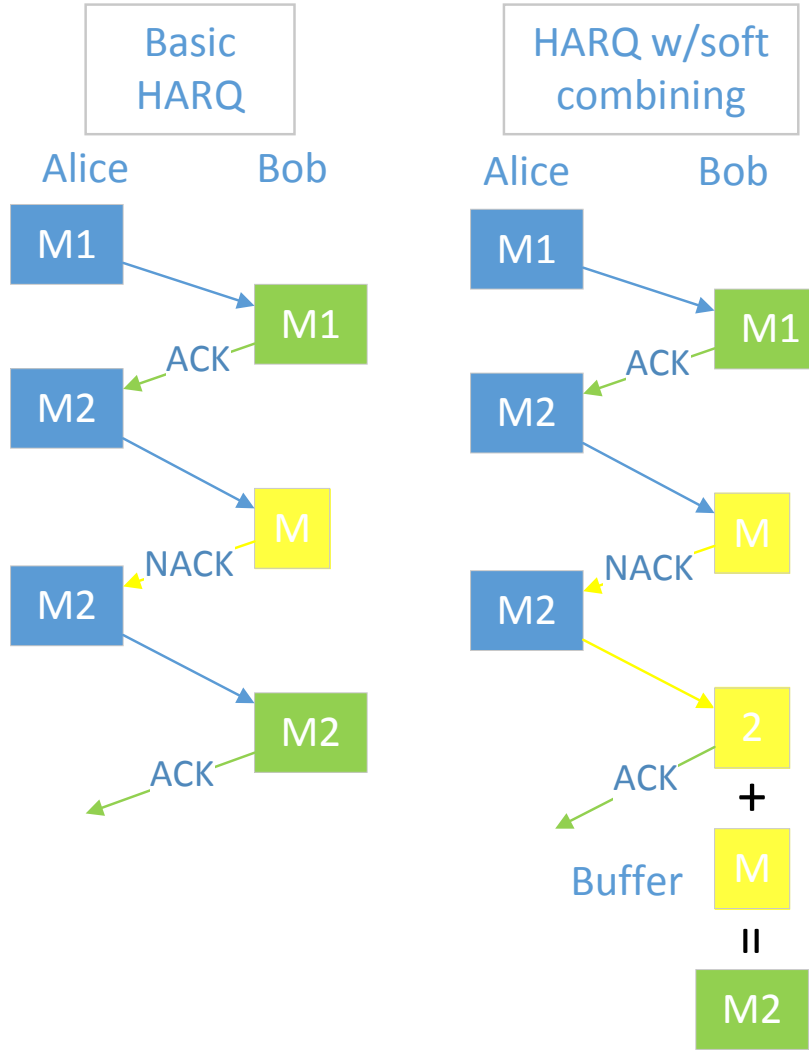 Basic
HARQ
Alice Bob
M1
M1
ACK
M2
M
NACK
M2
M2
ACK
HARQ w/soft
combining
Alice Bob
M1
M1
ACK
M2
M
NACK
M2
2
ACK
+
M
Buffer
=
M2